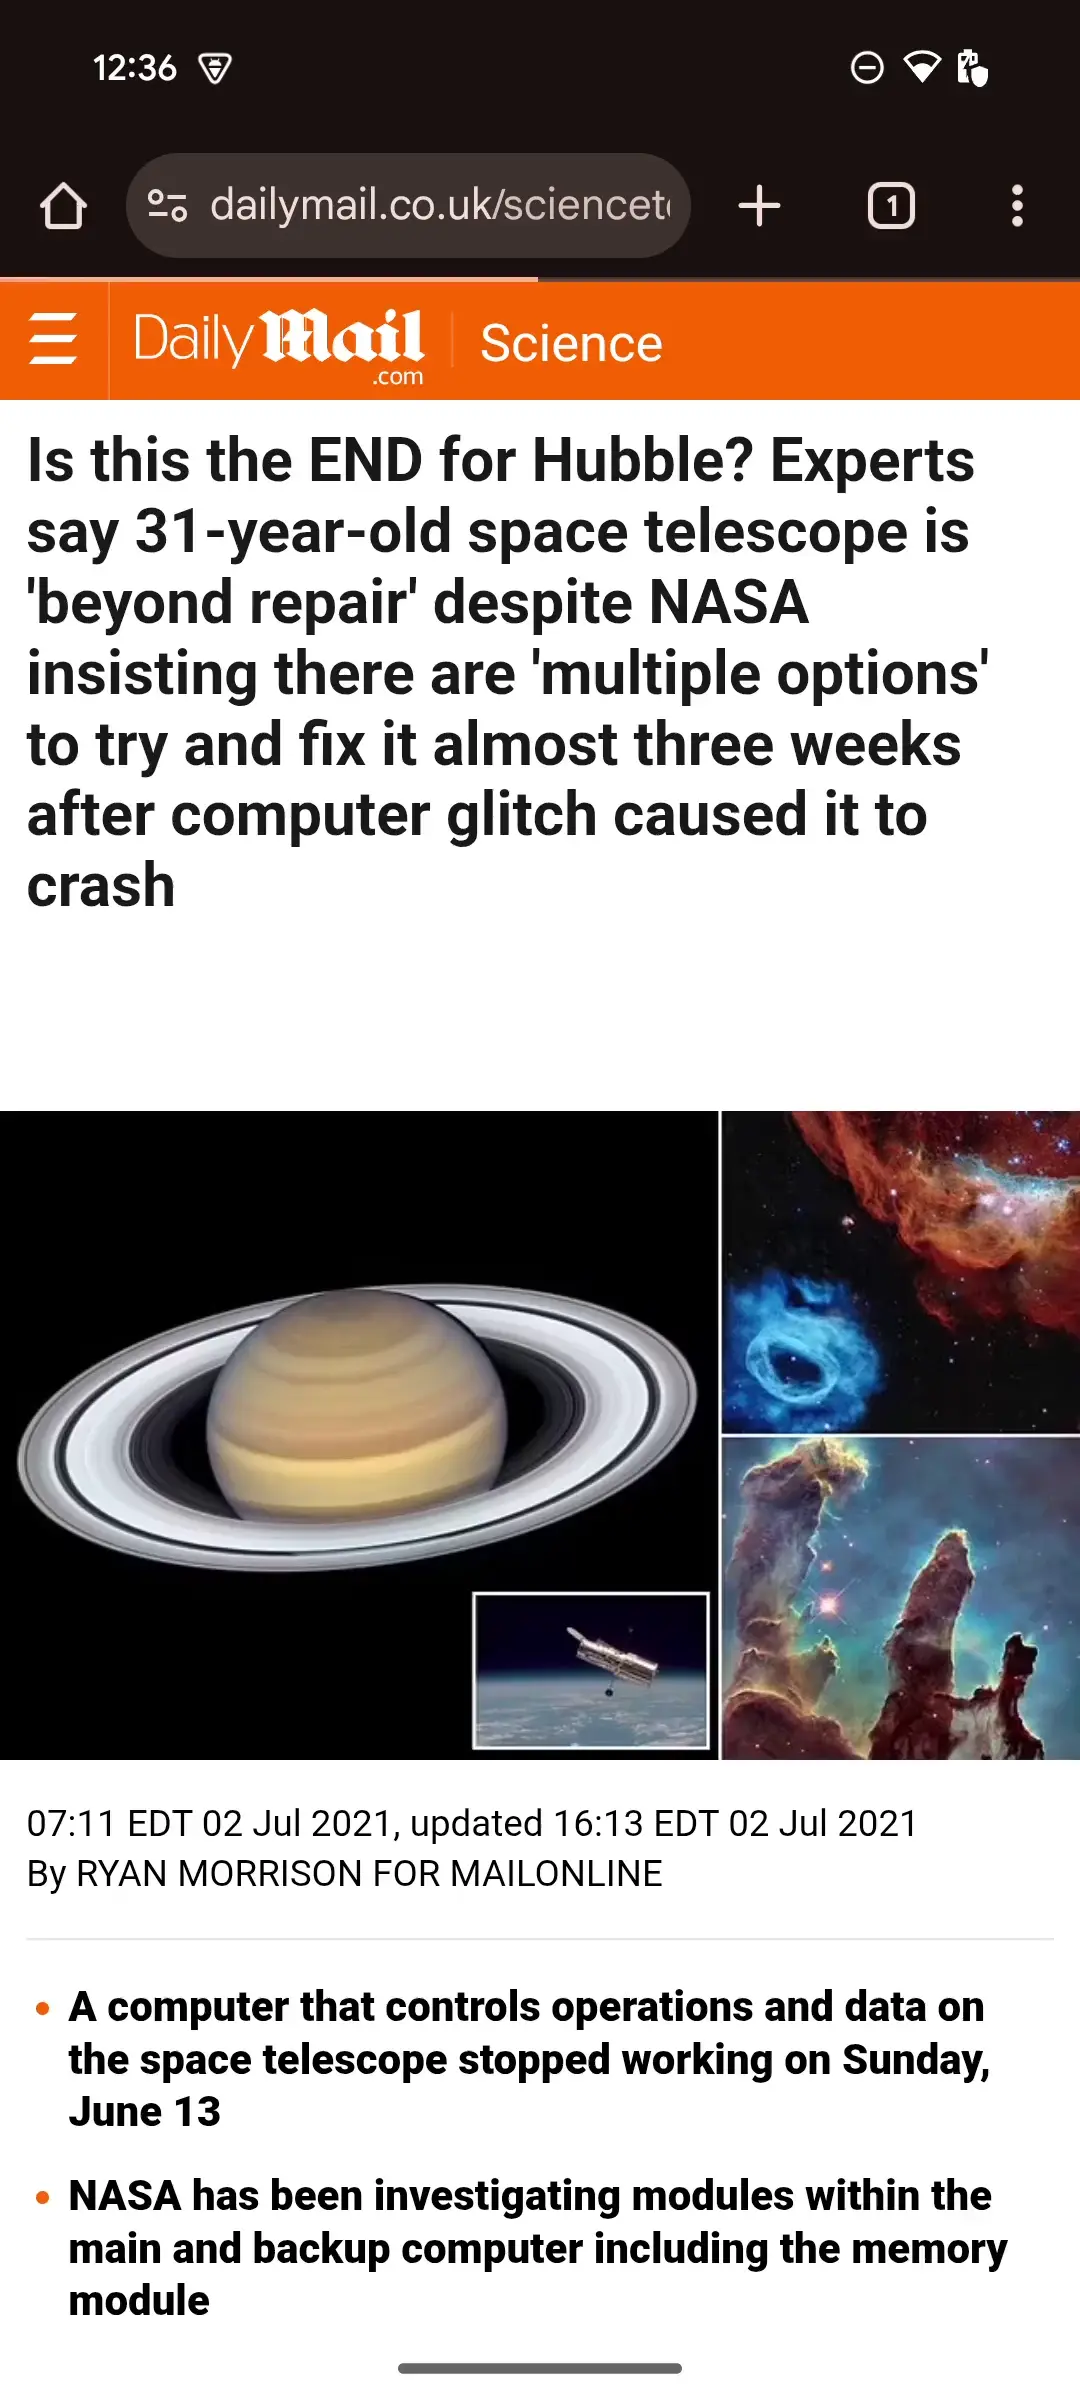 12:36
dailymail.co.uk/sciencet
1
Daily Mail
.com
Science
Is this the END for Hubble? Experts
say 31-year-old space telescope is
'beyond repair' despite NASA
insisting there are 'multiple options'
to try and fix it almost three weeks
after computer glitch caused it to
crash
07:11 EDT 02 Jul 2021, updated 16:13 EDT 02 Jul 2021
By RYAN MORRISON FOR MAILONLINE
• A computer that controls operations and data on
the space telescope stopped working on Sunday,
June 13
• NASA has been investigating modules within the
main and backup computer including the memory
module